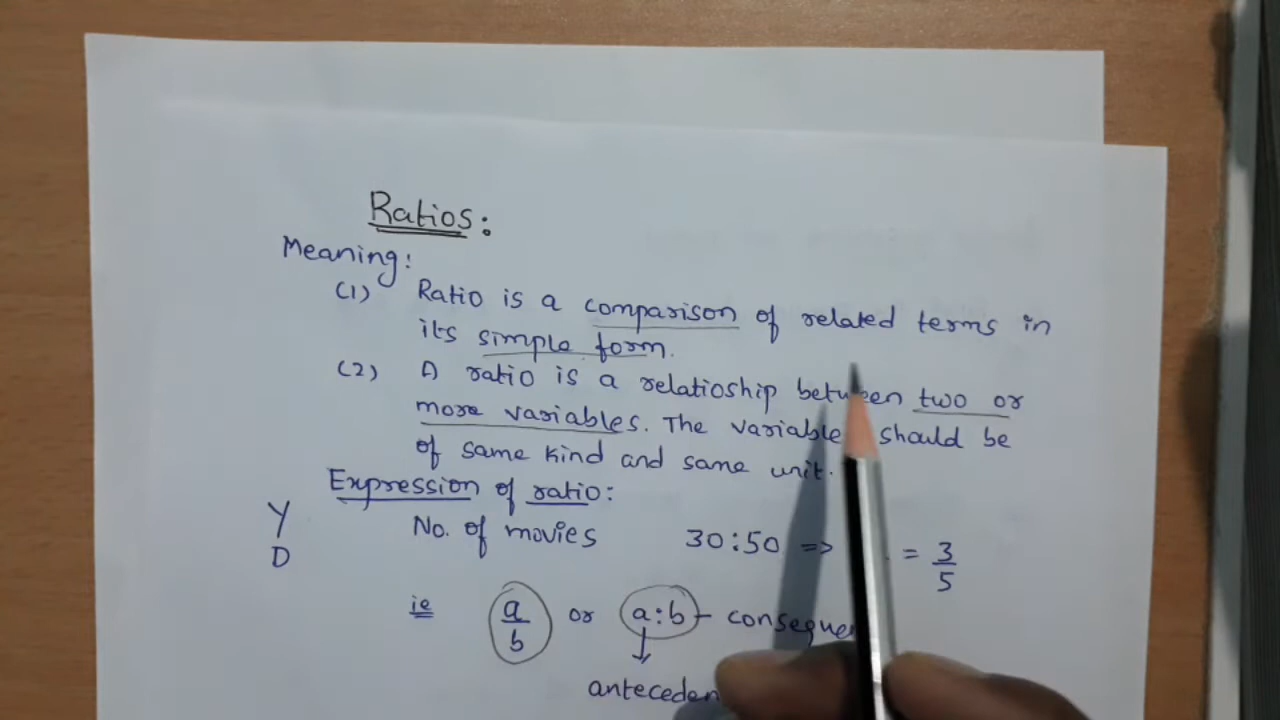 Ratios:
Meaning:
(1) Ratio is a comparison of related terms in
its simple form.
(2) A ratio is a relatioship between two or
more variables. The variable should be
of same kind and same unit.
Expression of ratio:
Y No. of movies 30:50 => = 3/5
D
ie a/b or a:b - conseque
anteceden